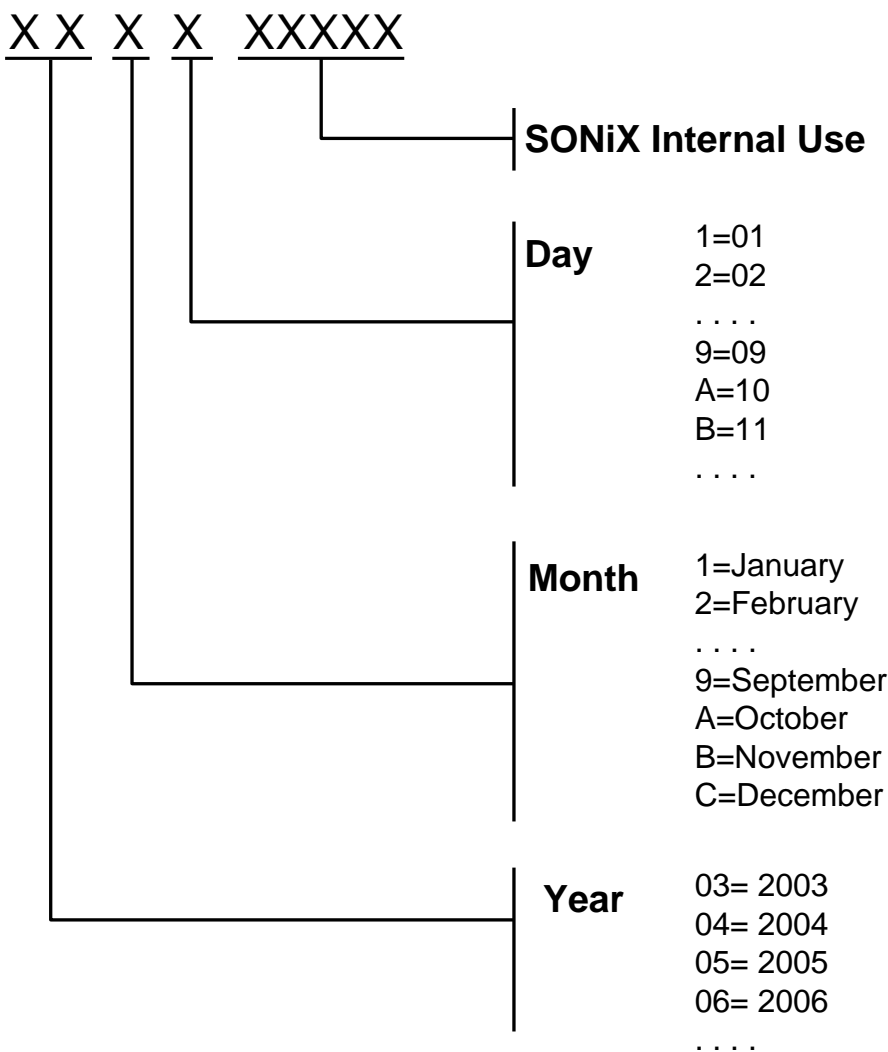 X X X X XXXXX
SONiX Internal Use
Day
1=01
2=02
. . . .
9=09
A=10
B=11
. . . .
Month
1=January
2=February
. . . .
9=September
A=October
B=November
C=December
Year
03= 2003
04= 2004
05= 2005
06= 2006
. . . .